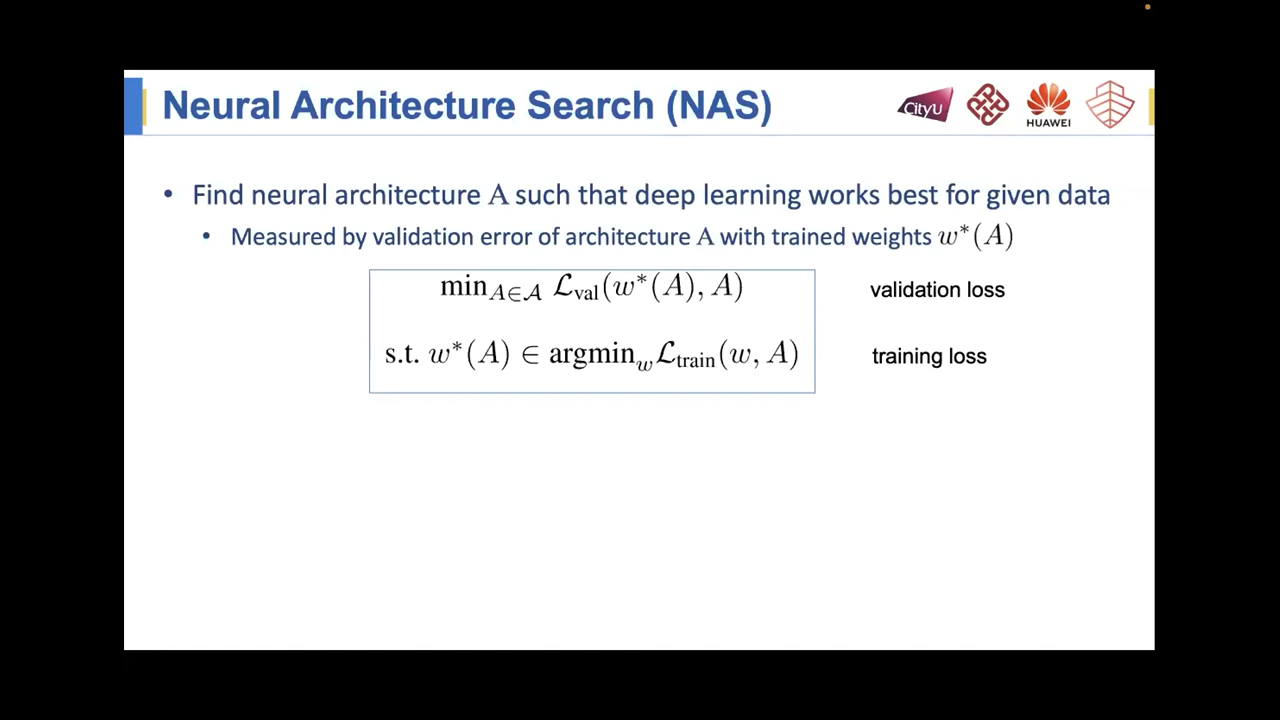 Neural Architecture Search (NAS)
CityU
HUAWEI
• Find neural architecture A such that deep learning works best for given data
• Measured by validation error of architecture A with trained weights w*(A)
min_{A∈𝒜} ℒ_val(w*(A), A)
validation loss
s.t. w*(A) ∈ argmin_w ℒ_train(w, A)
training loss